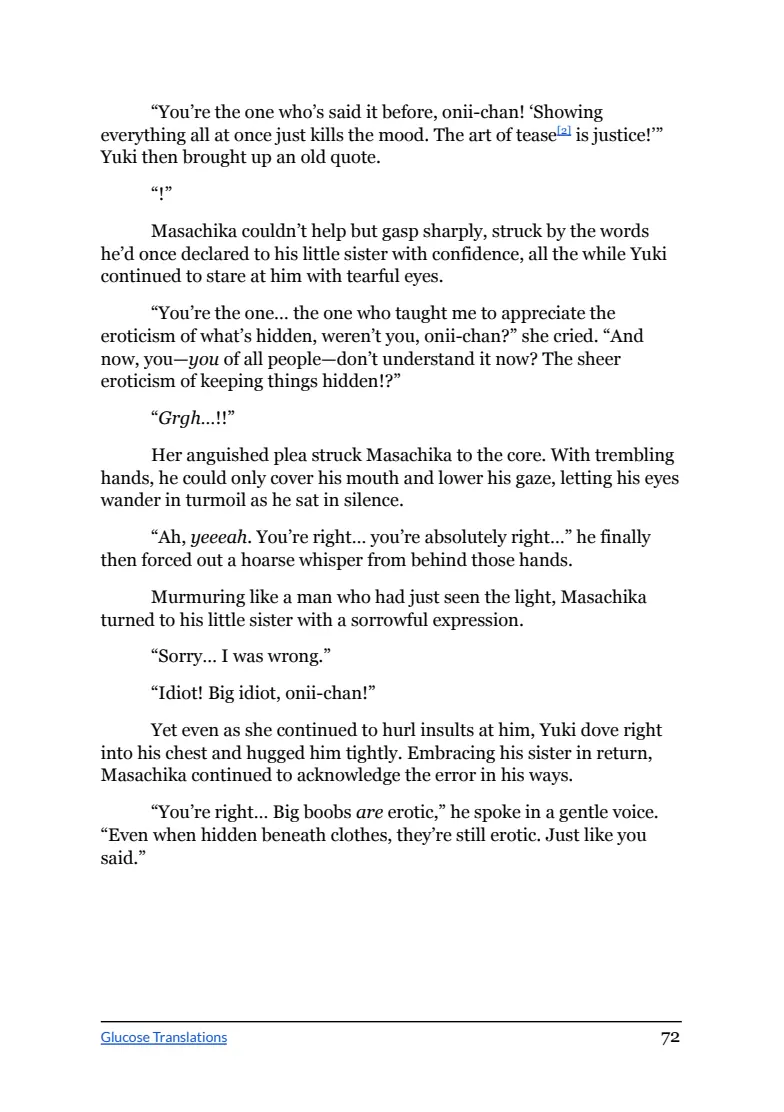 “You’re the one who’s said it before, onii-chan! ‘Showing
everything all at once just kills the mood. The art of tease[2] is justice!’”
Yuki then brought up an old quote.
“!”
Masachika couldn’t help but gasp sharply, struck by the words
he’d once declared to his little sister with confidence, all the while Yuki
continued to stare at him with tearful eyes.
“You’re the one… the one who taught me to appreciate the
eroticism of what’s hidden, weren’t you, onii-chan?” she cried. “And
now, you—you of all people—don’t understand it now? The sheer
eroticism of keeping things hidden!?”
“Grgh…!!”
Her anguished plea struck Masachika to the core. With trembling
hands, he could only cover his mouth and lower his gaze, letting his eyes
wander in turmoil as he sat in silence.
“Ah, yeeeah. You’re right… you’re absolutely right…” he finally
then forced out a hoarse whisper from behind those hands.
Murmuring like a man who had just seen the light, Masachika
turned to his little sister with a sorrowful expression.
“Sorry… I was wrong.”
“Idiot! Big idiot, onii-chan!”
Yet even as she continued to hurl insults at him, Yuki dove right
into his chest and hugged him tightly. Embracing his sister in return,
Masachika continued to acknowledge the error in his ways.
“You’re right… Big boobs are erotic,” he spoke in a gentle voice.
“Even when hidden beneath clothes, they’re still erotic. Just like you
said.”
Glucose Translations 72